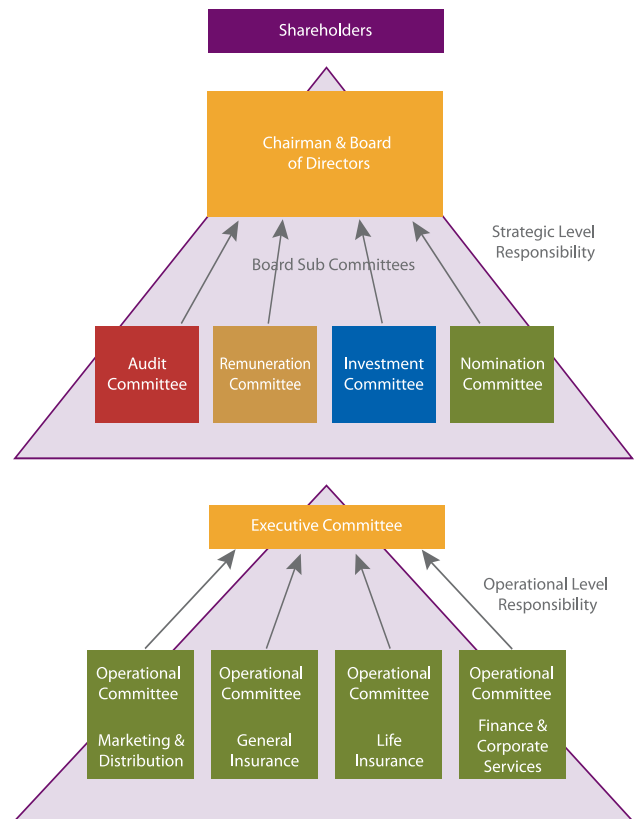 Shareholders
Chairman & Board
of Directors
Strategic Level
Responsibility
Board Sub Committees
Audit
Committee
Remuneration
Committee
Investment
Committee
Nomination
Committee
Executive Committee
Operational Level
Responsibility
Operational
Committee
Marketing &
Distribution
Operational
Committee
General
Insurance
Operational
Committee
Life
Insurance
Operational
Committee
Finance &
Corporate
Services